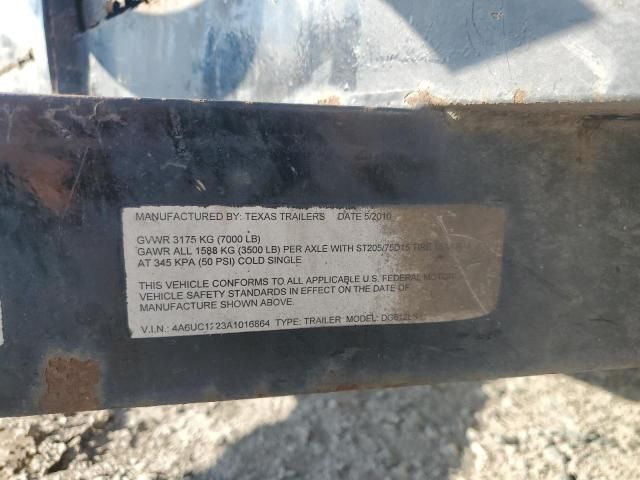 MANUFACTURED BY: TEXAS TRAILERS DATE 5/2010
GVWR 3175 KG (7000 LB)
GAWR ALL 1588 KG (3500 LB) PER AXLE WITH ST205/75D15 TIRE
AT 345 KPA (50 PSI) COLD SINGLE
THIS VEHICLE CONFORMS TO ALL APPLICABLE U.S. FEDERAL MOTOR
VEHICLE SAFETY STANDARDS IN EFFECT ON THE DATE OF
MANUFACTURE SHOWN ABOVE.
V.I.N.: TYPE: TRAILER MODEL: